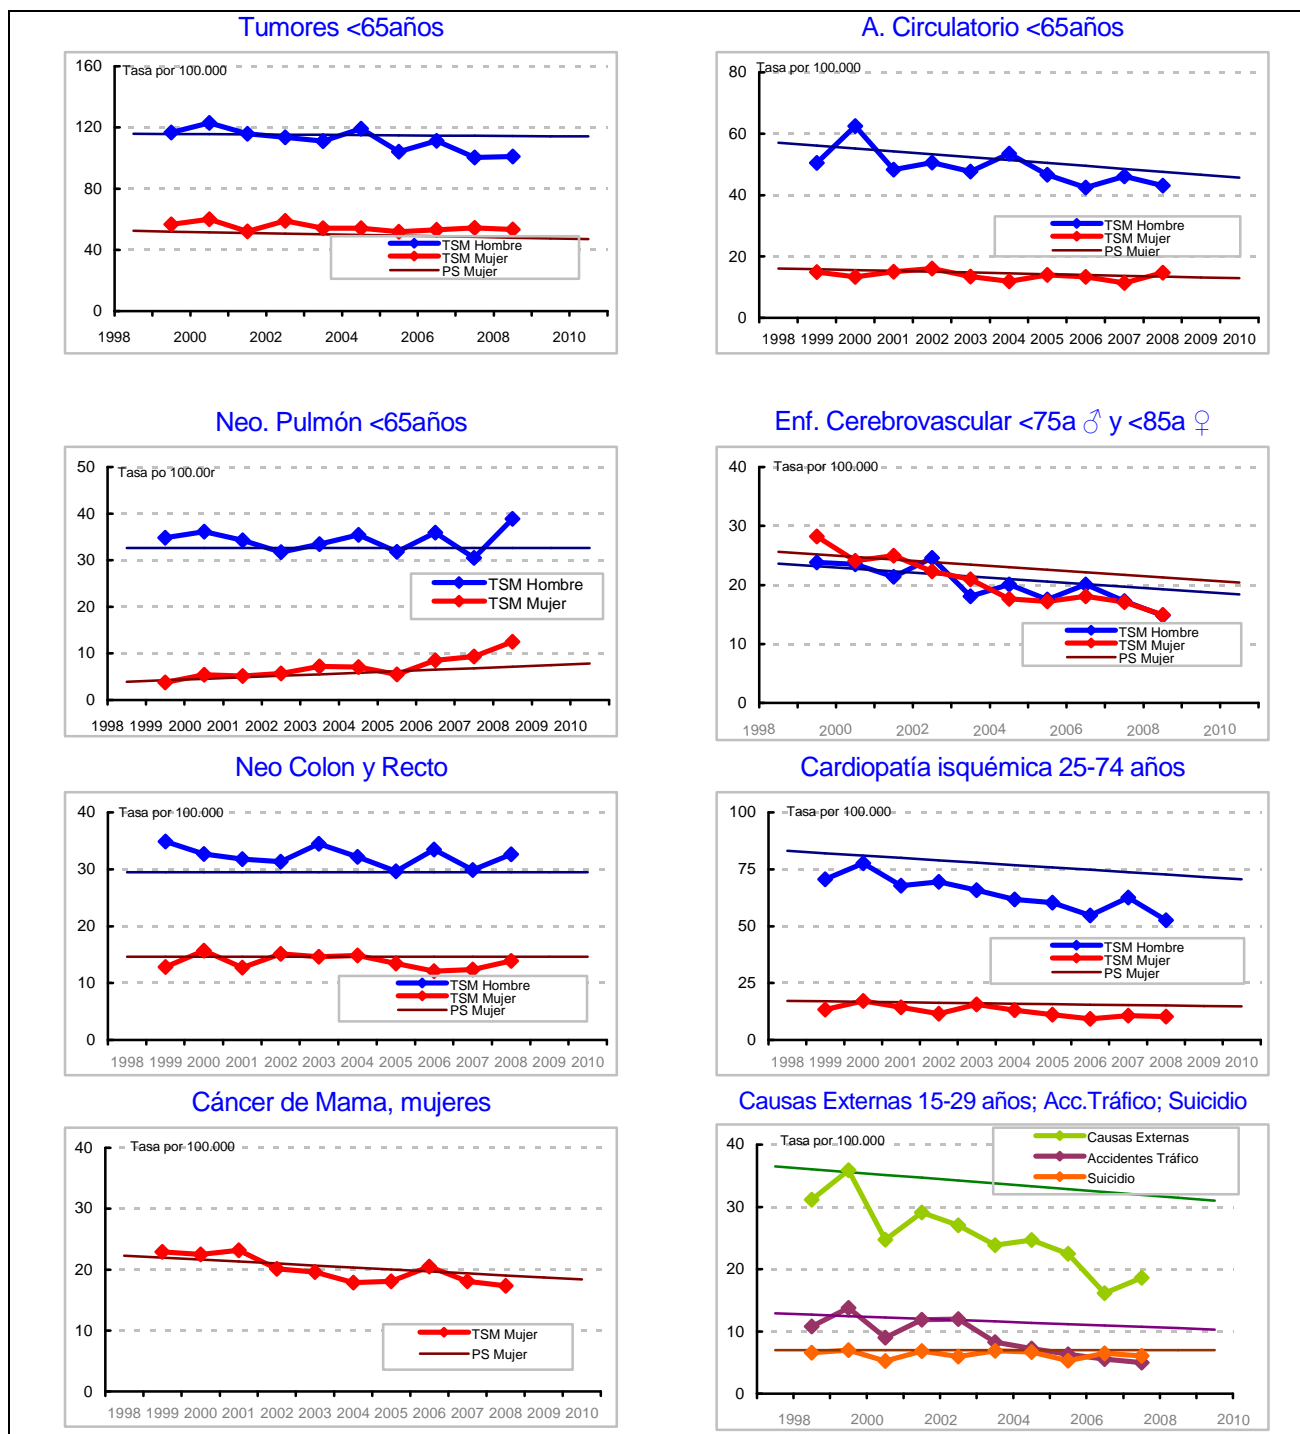 Tumores <65años
160
Tasa por 100.000
120
80
40
0
TSM Hombre
TSM Mujer
PS Mujer
1998 2000 2002 2004 2006 2008 2010
A. Circulatorio <65años
80
Tasa por 100.000
60
40
20
0
TSM Hombre
TSM Mujer
PS Mujer
1998 1999 2000 2001 2002 2003 2004 2005 2006 2007 2008 2009 2010
Neo. Pulmón <65años
50
Tasa po 100.00r
40
30
20
10
0
TSM Hombre
TSM Mujer
1998 1999 2000 2001 2002 2003 2004 2005 2006 2007 2008 2009 2010
Enf. Cerebrovascular <75a ♂ y <85a ♀
40
Tasa por 100.000
30
20
10
0
TSM Hombre
TSM Mujer
PS Mujer
1998 2000 2002 2004 2006 2008 2010
Neo Colon y Recto
40
Tasa por 100.000
30
20
10
0
TSM Hombre
TSM Mujer
PS Mujer
1998 1999 2000 2001 2002 2003 2004 2005 2006 2007 2008 2009 2010
Cardiopatía isquémica 25-74 años
100
Tasa por 100.000
75
50
25
0
TSM Hombre
TSM Mujer
PS Mujer
1998 1999 2000 2001 2002 2003 2004 2005 2006 2007 2008 2009 2010
Cáncer de Mama, mujeres
40
Tasa por 100.000
30
20
10
0
TSM Mujer
PS Mujer
1998 1999 2000 2001 2002 2003 2004 2005 2006 2007 2008 2009 2010
Causas Externas 15-29 años; Acc.Tráfico; Suicidio
40
Tasa por 100.000
30
20
10
0
Causas Externas
Accidentes Tráfico
Suicidio
1998 2000 2002 2004 2006 2008 2010